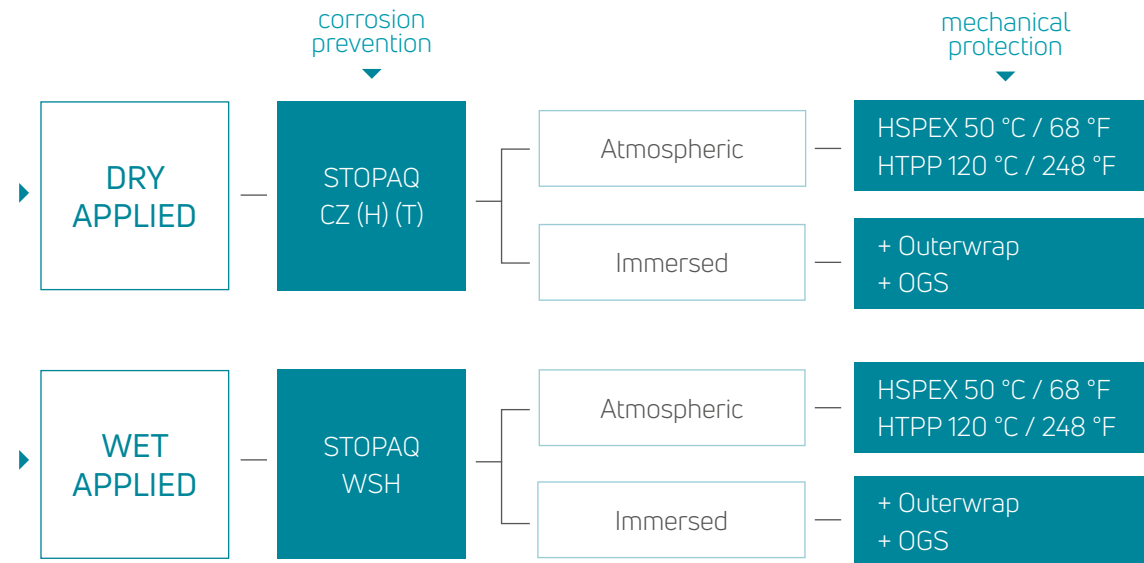 corrosion
prevention
mechanical
protection
DRY
APPLIED
STOPAQ
CZ (H) (T)
Atmospheric
HSPEX 50 °C / 68 °F
HTPP 120 °C / 248 °F
Immersed
+ Outerwrap
+ OGS
WET
APPLIED
STOPAQ
WSH
Atmospheric
HSPEX 50 °C / 68 °F
HTPP 120 °C / 248 °F
Immersed
+ Outerwrap
+ OGS